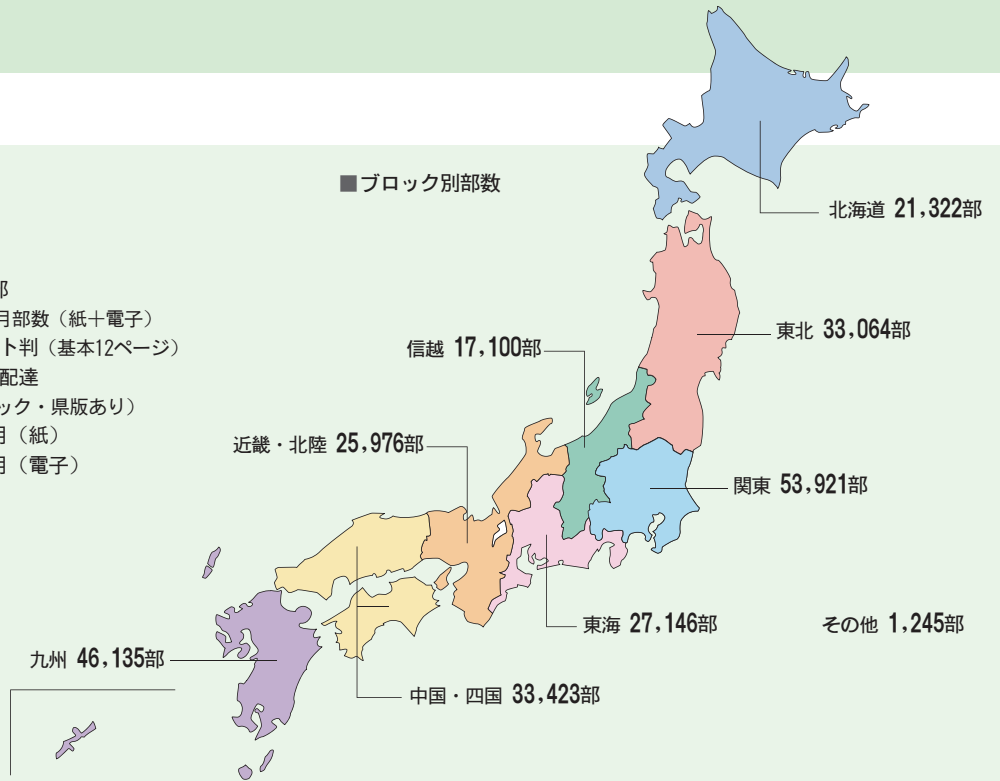 ■ブロック別部数
北海道 21,322部
部
月部数（紙＋電子）
ト判（基本12ページ）
配達
ック・県版あり）
月（紙）
月（電子）
東北 33,064部
信越 17,100部
近畿・北陸 25,976部
関東 53,921部
東海 27,146部
その他 1,245部
九州 46,135部
中国・四国 33,423部